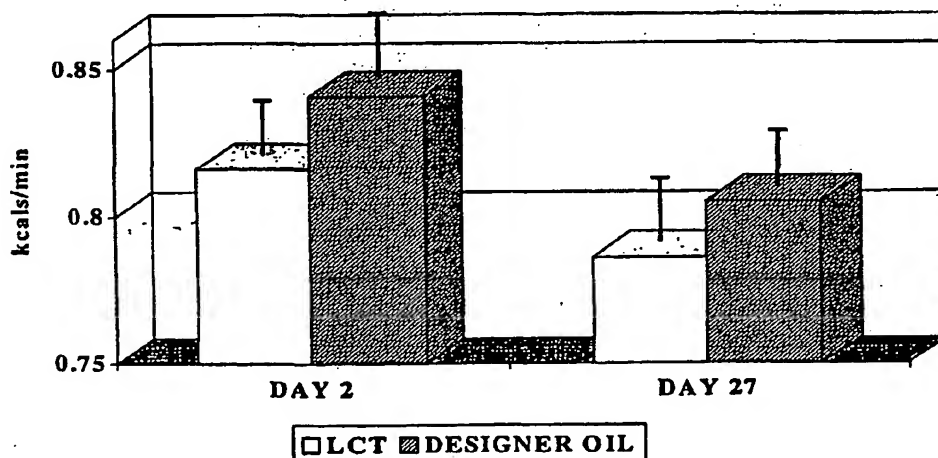 0.85
kcals/min
0.8
0.75
DAY 2 DAY 27
LCT DESIGNER OIL